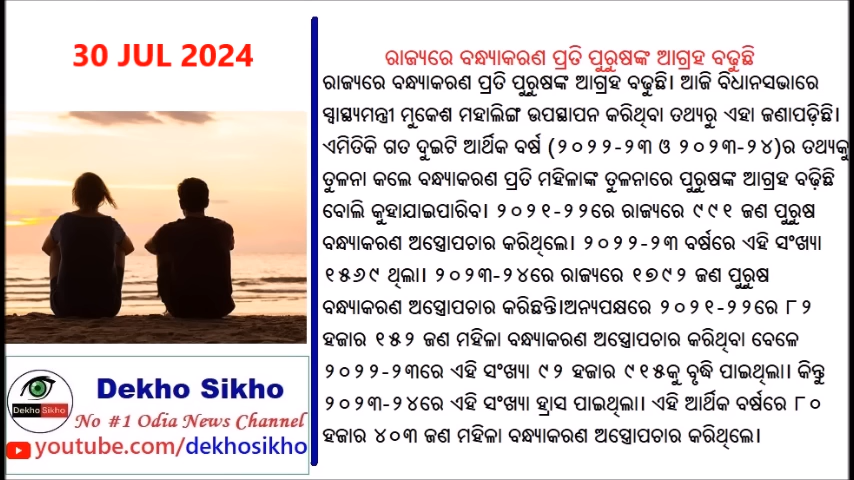 30 JUL 2024
ରାଜ୍ୟରେ ବନ୍ଧ୍ୟାକରଣ ପ୍ରତି ପୁରୁଷଙ୍କ ଆଗ୍ରହ ବଢୁଛି
ରାଜ୍ୟରେ ବନ୍ଧ୍ୟାକରଣ ପ୍ରତି ପୁରୁଷଙ୍କ ଆଗ୍ରହ ବଢୁଛି। ଆଜି ବିଧାନସଭାରେ
ସ୍ୱାସ୍ଥ୍ୟମନ୍ତ୍ରୀ ମୁକେଶ ମହାଲିଙ୍ଗ ଉପସ୍ଥାପନ କରିଥିବା ତଥ୍ୟରୁ ଏହା ଜଣାପଡ଼ିଛି।
ଏମିତିକି ଗତ ଦୁଇଟି ଆର୍ଥିକ ବର୍ଷ (୨୦୨୨-୨୩ ଓ ୨୦୨୩-୨୪)ର ତଥ୍ୟକୁ
ତୁଳନା କଲେ ବନ୍ଧ୍ୟାକରଣ ପ୍ରତି ମହିଳାଙ୍କ ତୁଳନାରେ ପୁରୁଷଙ୍କ ଆଗ୍ରହ ବଢ଼ିଛି
ବୋଲି କୁହାଯାଇପାରିବ। ୨୦୨୧-୨୨ରେ ରାଜ୍ୟରେ ୯୯୧ ଜଣ ପୁରୁଷ
ବନ୍ଧ୍ୟାକରଣ ଅସ୍ତ୍ରୋପଚାର କରିଥିଲେ। ୨୦୨୨-୨୩ ବର୍ଷରେ ଏହି ସଂଖ୍ୟା
୧୫୬୯ ଥିଲା। ୨୦୨୩-୨୪ରେ ରାଜ୍ୟରେ ୧୭୯୨ ଜଣ ପୁରୁଷ
ବନ୍ଧ୍ୟାକରଣ ଅସ୍ତ୍ରୋପଚାର କରିଛନ୍ତି।ଅନ୍ୟପକ୍ଷରେ ୨୦୨୧-୨୨ରେ ୮୨
ହଜାର ୧୫୨ ଜଣ ମହିଳା ବନ୍ଧ୍ୟାକରଣ ଅସ୍ତ୍ରୋପଚାର କରିଥିବା ବେଳେ
୨୦୨୨-୨୩ରେ ଏହି ସଂଖ୍ୟା ୯୨ ହଜାର ୯୧୫କୁ ବୃଦ୍ଧି ପାଇଥିଲା। କିନ୍ତୁ
୨୦୨୩-୨୪ରେ ଏହି ସଂଖ୍ୟା ହ୍ରାସ ପାଇଥିଲା। ଏହି ଆର୍ଥିକ ବର୍ଷରେ ୮୦
ହଜାର ୪୦୩ ଜଣ ମହିଳା ବନ୍ଧ୍ୟାକରଣ ଅସ୍ତ୍ରୋପଚାର କରିଥିଲେ।
Dekho Sikho
Dekho Sikho
No #1 Odia News Channel
youtube.com/dekhosikho